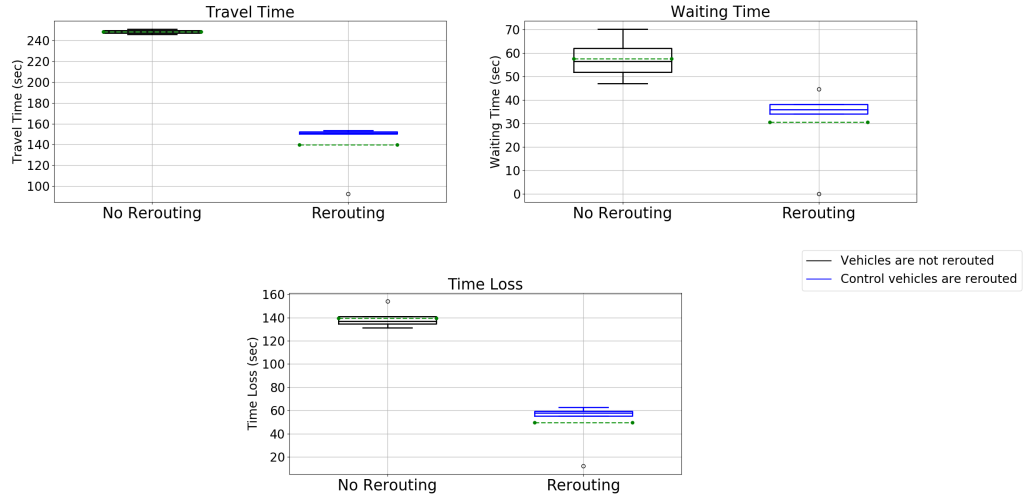 Travel Time
Travel Time (sec)
240
220
200
180
160
140
120
100
No Rerouting
Rerouting
Waiting Time
Waiting Time (sec)
70
60
50
40
30
20
10
0
No Rerouting
Rerouting
Vehicles are not rerouted
Control vehicles are rerouted
Time Loss
Time Loss (sec)
160
140
120
100
80
60
40
20
No Rerouting
Rerouting